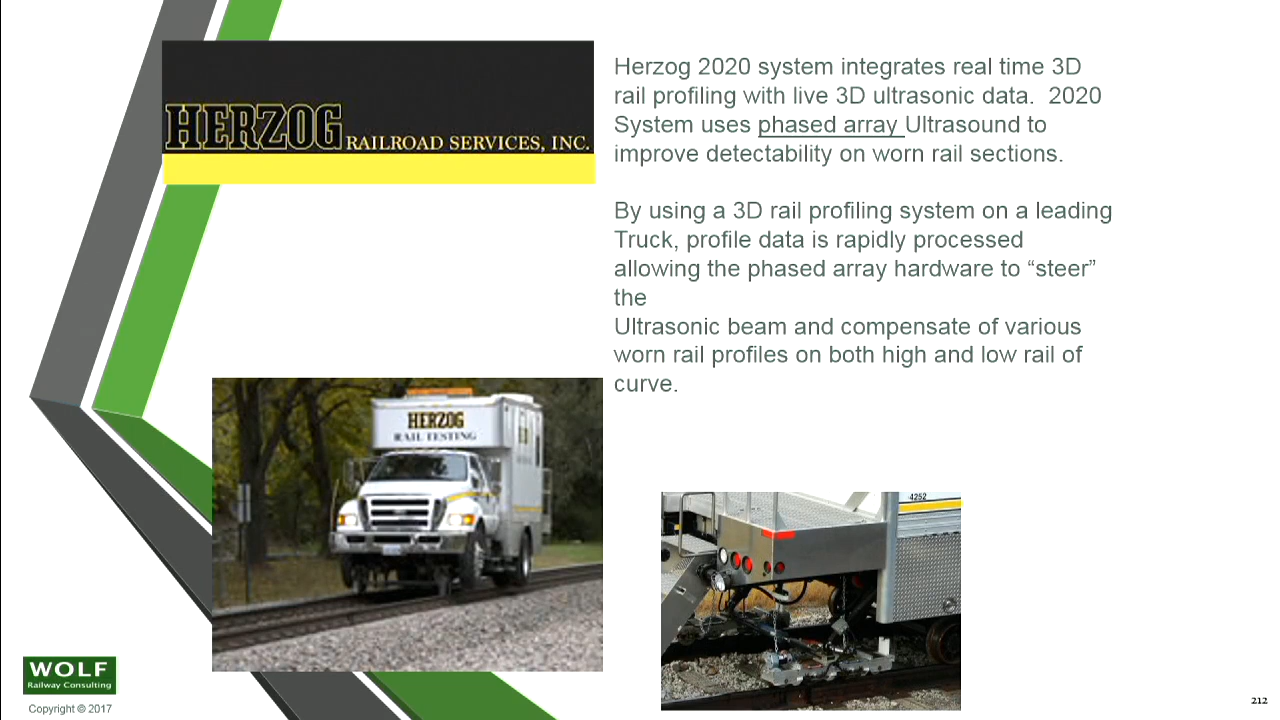 HERZOG RAILROAD SERVICES, INC.
Herzog 2020 system integrates real time 3D
rail profiling with live 3D ultrasonic data.  2020
System uses phased array Ultrasound to
improve detectability on worn rail sections.
By using a 3D rail profiling system on a leading
Truck, profile data is rapidly processed
allowing the phased array hardware to “steer”
the
Ultrasonic beam and compensate of various
worn rail profiles on both high and low rail of
curve.
HERZOG
RAIL TESTING
4252
WOLF
Railway Consulting
Copyright © 2017
212